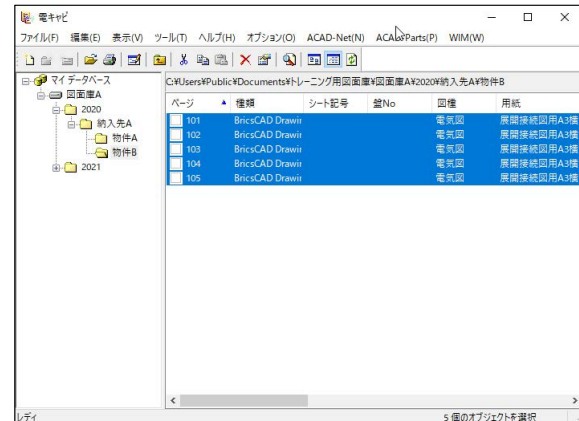 電キャビ
ファイル(F) 編集(E) 表示(V) ツール(T) ヘルプ(H) オプション(O) ACAD-Net(N) ACAD-Parts(P) WIM(W)
マイ データベース
図面庫A
2020
納入先A
物件A
物件B
2021
C:¥Users¥Public¥Documents¥トレーニング用図面庫¥図面庫A¥2020¥納入先A¥物件B
ページ 種類 シート記号 盤No 図種 用紙
101 BricsCAD Drawin 電気図 展開接続図用A3横
102 BricsCAD Drawin 電気図 展開接続図用A3横
103 BricsCAD Drawin 電気図 展開接続図用A3横
104 BricsCAD Drawin 電気図 展開接続図用A3横
105 BricsCAD Drawin 電気図 展開接続図用A3横
レディ 5 個のオブジェクトを選択